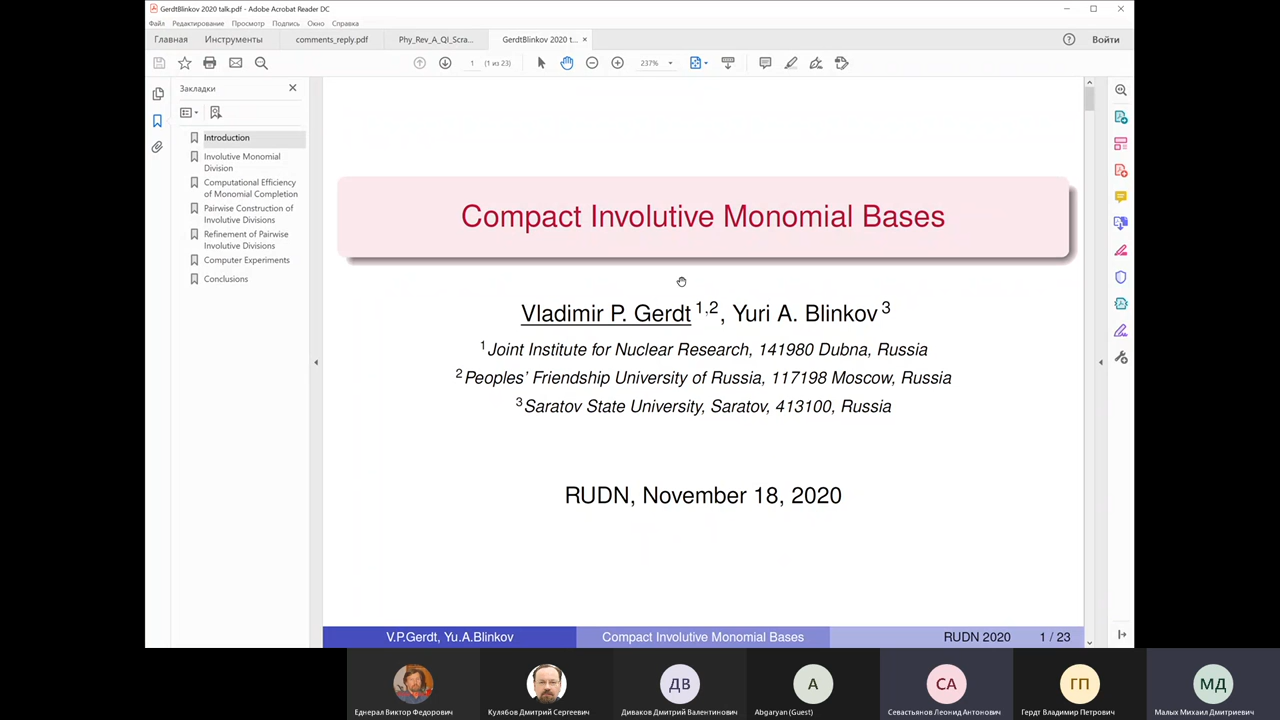 GerdtBlinkov 2020 talk.pdf - Adobe Acrobat Reader DC
Файл Редактирование Просмотр Подпись Окно Справка
Главная Инструменты comments_reply.pdf Phy_Rev_A_QI_Scra... GerdtBlinkov 2020 t... × Войти
1 (1 из 23) 237%
Закладки
Introduction
Involutive Monomial
Division
Computational Efficiency
of Monomial Completion
Pairwise Construction of
Involutive Divisions
Refinement of Pairwise
Involutive Divisions
Computer Experiments
Conclusions
Compact Involutive Monomial Bases
Vladimir P. Gerdt 1,2, Yuri A. Blinkov 3
1 Joint Institute for Nuclear Research, 141980 Dubna, Russia
2 Peoples' Friendship University of Russia, 117198 Moscow, Russia
3 Saratov State University, Saratov, 413100, Russia
RUDN, November 18, 2020
V.P.Gerdt, Yu.A.Blinkov Compact Involutive Monomial Bases RUDN 2020 1 / 23
ДВ A СА ГП МД
Еднерал Виктор Федорович Кулябов Дмитрий Сергеевич Диваков Дмитрий Валентинович Abgaryan (Guest) Севастьянов Леонид Антонович Гердт Владимир Петрович Малых Михаил Дмитриевич